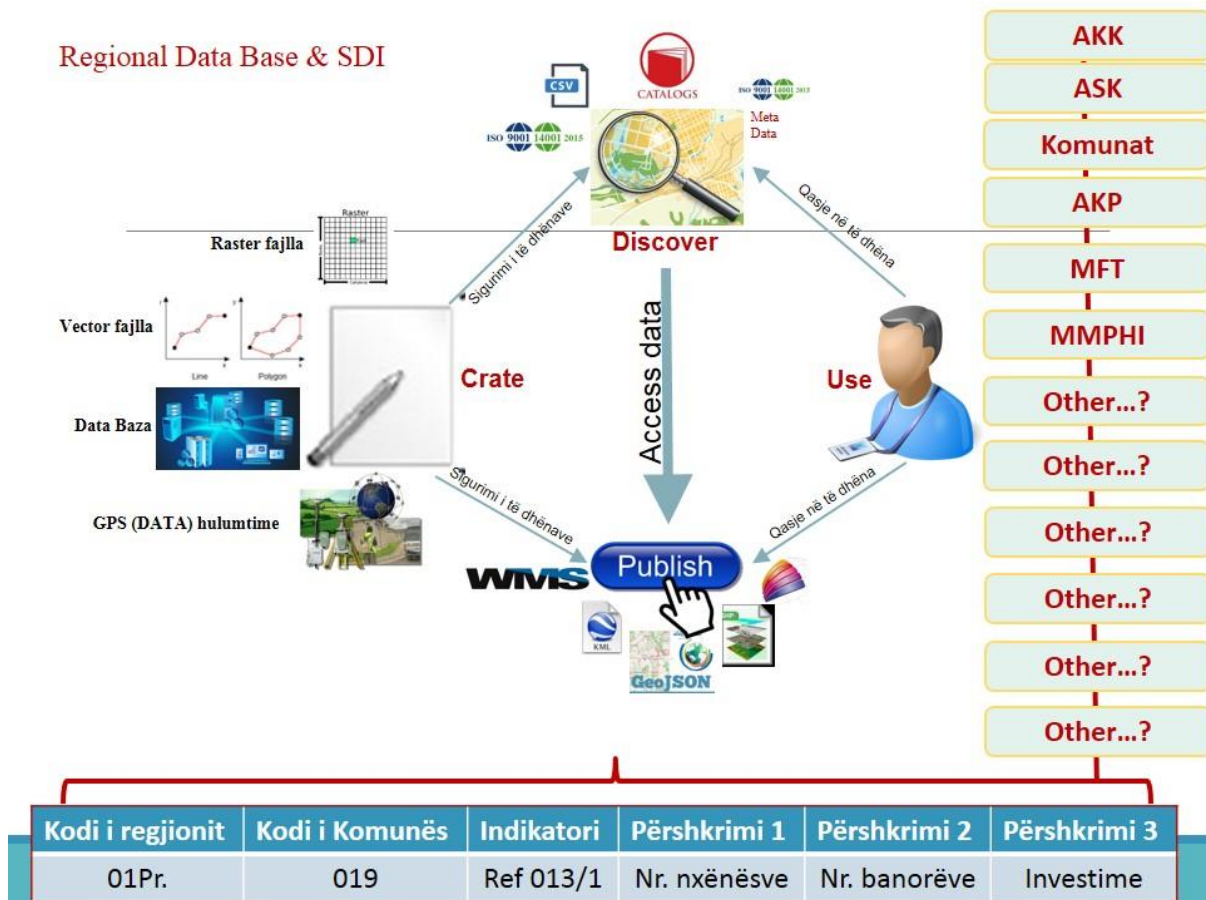 Regional Data Base & SDI
CSV
CATALOGS
ISO 9001 14001 2015
ISO 9001 14001 2015
Meta
Data
Discover
Raster
Raster fajlla
Vector fajlla
Line
Polygon
Data Baza
GPS (DATA) hulumtime
Crate
Use
Sigurimi i të dhënave
Qasje në të dhëna
Access data
Sigurimi i të dhënave
Qasje në të dhëna
WMS
Publish
KML
GeoJSON
AKK
ASK
Komunat
AKP
MFT
MMPHI
Other...?
Other...?
Other...?
Other...?
Other...?
Other...?
Kodi i regjionit Kodi i Komunës Indikatori Përshkrimi 1 Përshkrimi 2 Përshkrimi 3
01Pr. 019 Ref 013/1 Nr. nxënësve Nr. banorëve Investime